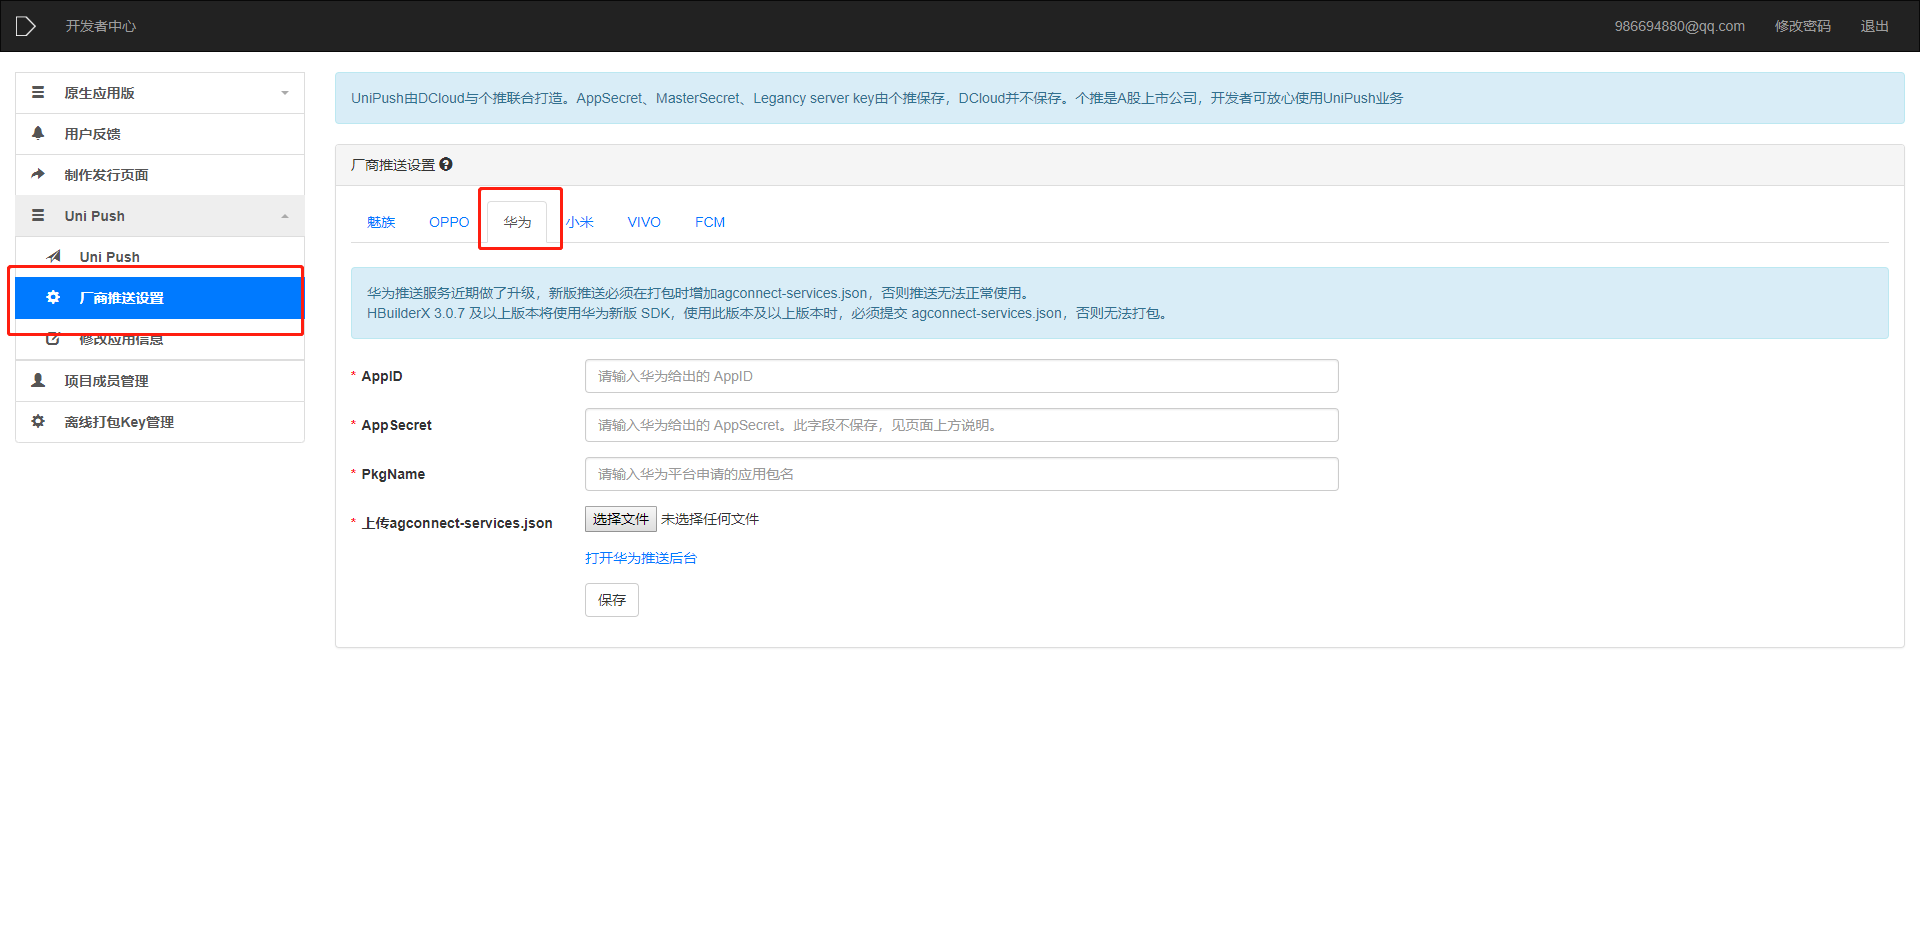 开发者中心
986694880@qq.com
修改密码
退出
原生应用版
用户反馈
制作发行页面
Uni Push
Uni Push
厂商推送设置
修改应用信息
项目成员管理
离线打包Key管理
UniPush由DCloud与个推联合打造。AppSecret、MasterSecret、Legancy server key由个推保存，DCloud并不保存。个推是A股上市公司，开发者可放心使用UniPush业务
厂商推送设置
魅族
OPPO
华为
小米
VIVO
FCM
华为推送服务近期做了升级，新版推送必须在打包时增加agconnect-services.json，否则推送无法正常使用。
HBuilderX 3.0.7 及以上版本将使用华为新版 SDK，使用此版本及以上版本时，必须提交 agconnect-services.json，否则无法打包。
* AppID
请输入华为给出的 AppID
* AppSecret
请输入华为给出的 AppSecret。此字段不保存，见页面上方说明。
* PkgName
请输入华为平台申请的应用包名
* 上传agconnect-services.json
选择文件 未选择任何文件
打开华为推送后台
保存